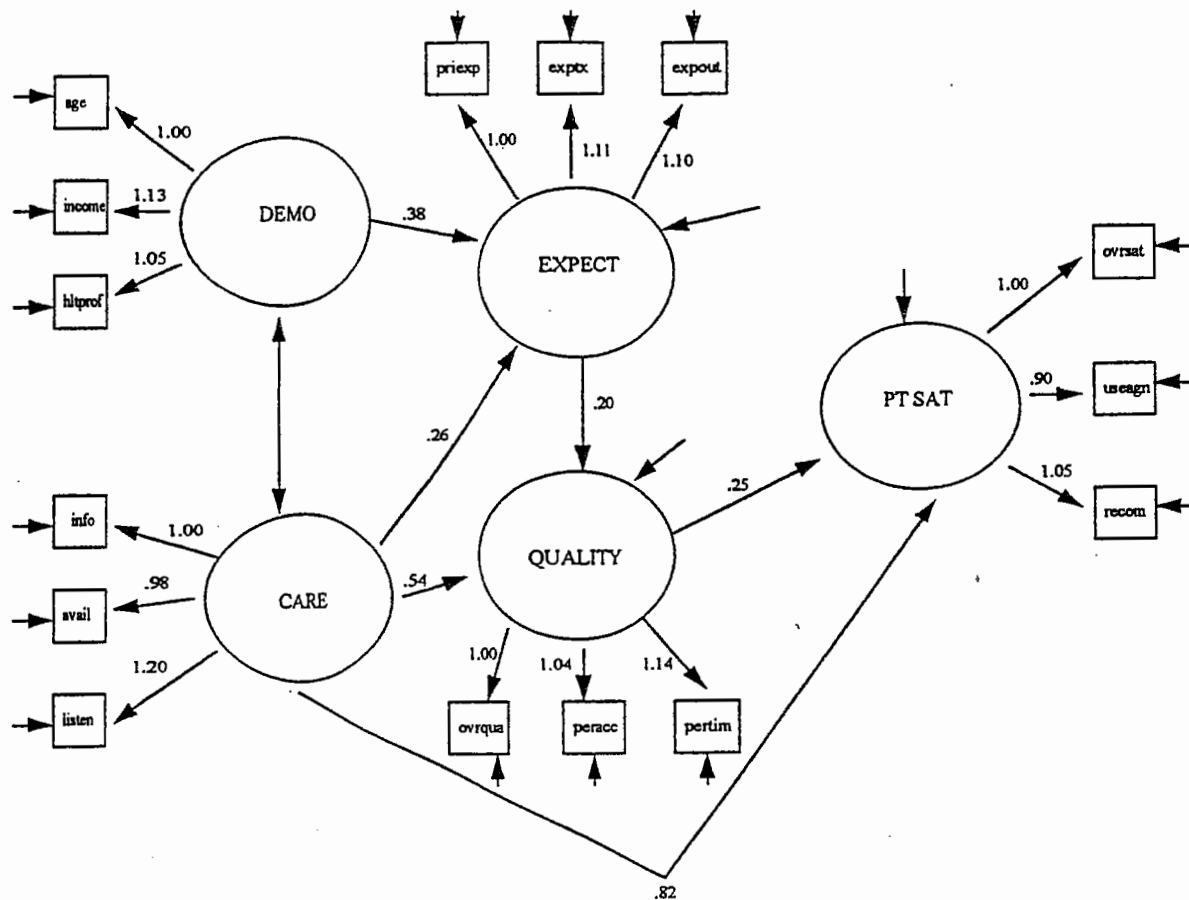 priexp
exptx
expout
age
1.00
1.00
1.11
1.10
income
1.13
DEMO
.38
hltprof
1.05
EXPECT
ovrsat
1.00
.90
useagn
PT SAT
.20
.26
.25
1.05
recom
info
1.00
QUALITY
.98
.54
avail
CARE
1.20
1.00
1.04
1.14
listen
ovrqua
peracc
pertim
.82